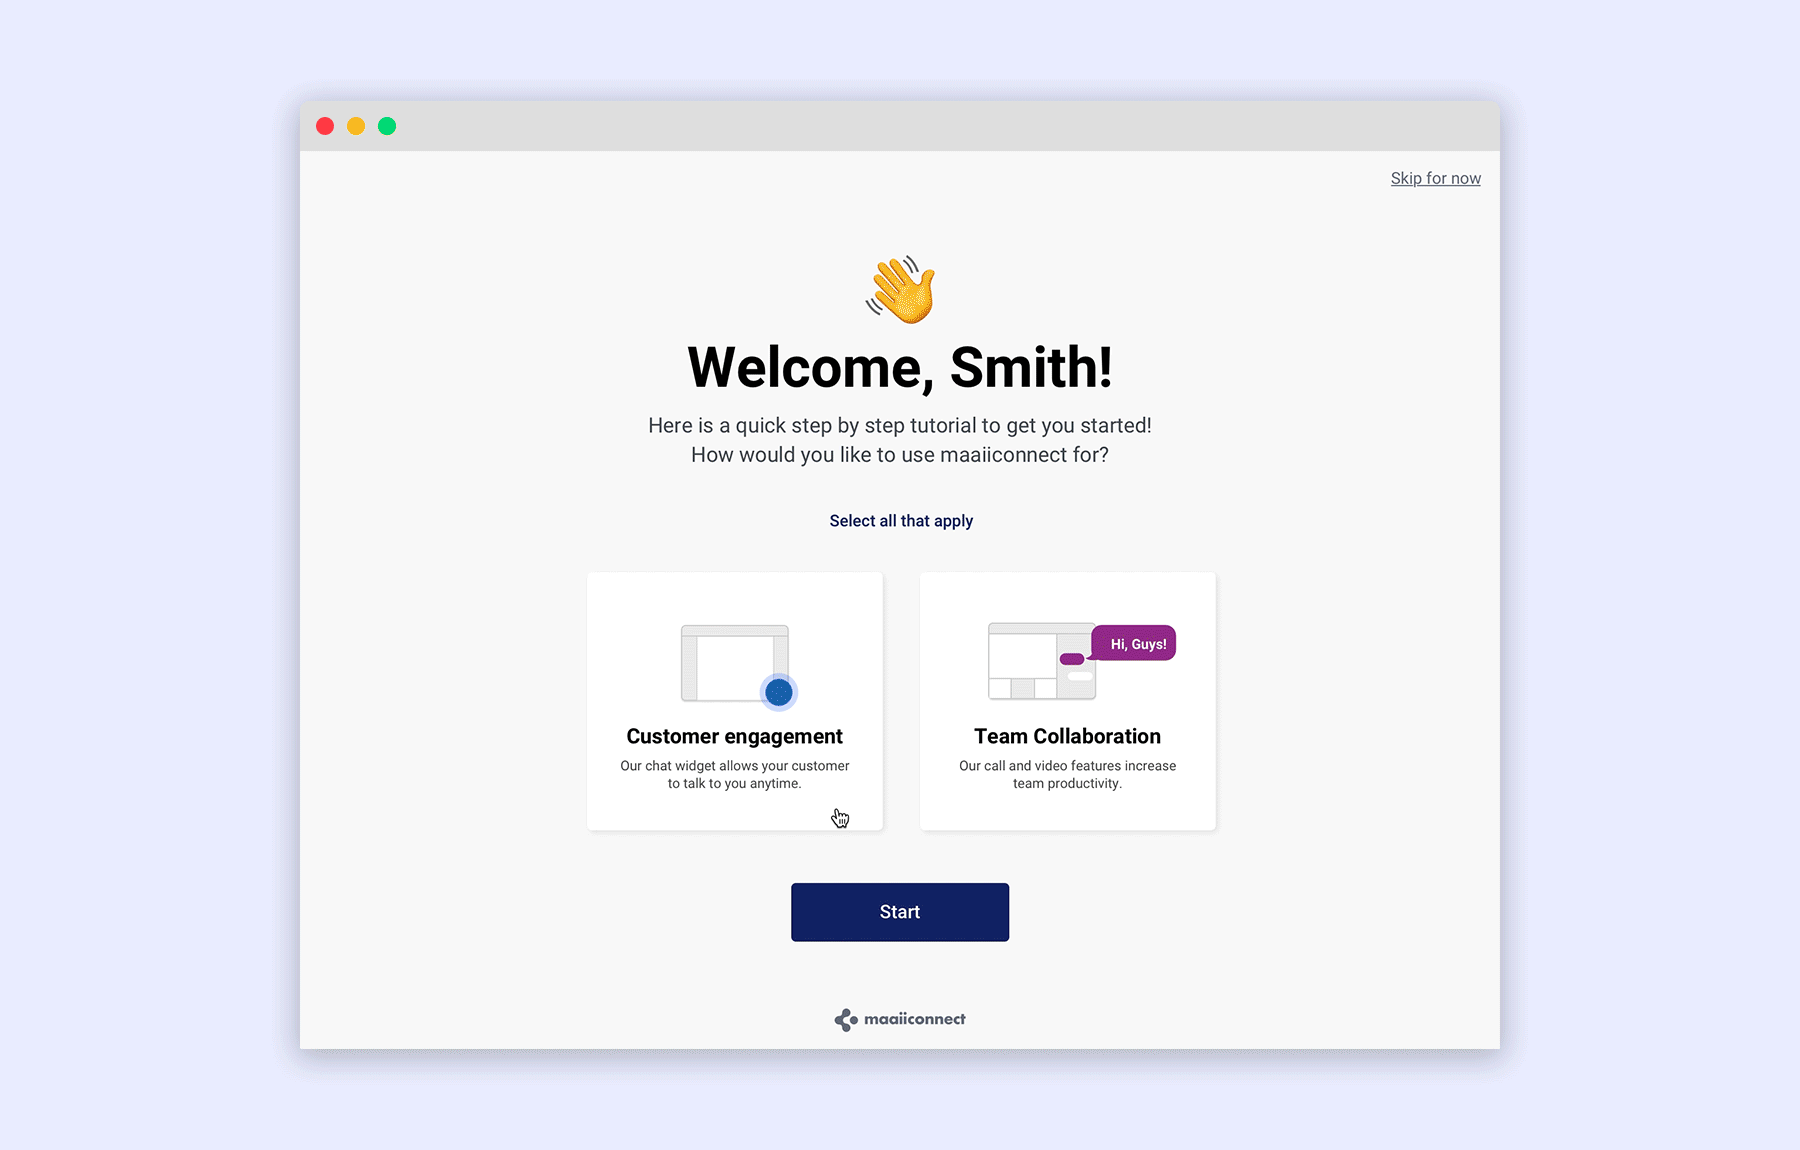 Skip for now
Welcome, Smith!
Here is a quick step by step tutorial to get you started!
How would you like to use maaiiconnect for?
Select all that apply
Customer engagement
Our chat widget allows your customer
to talk to you anytime.
Hi, Guys!
Team Collaboration
Our call and video features increase
team productivity.
Start
maaiiconnect